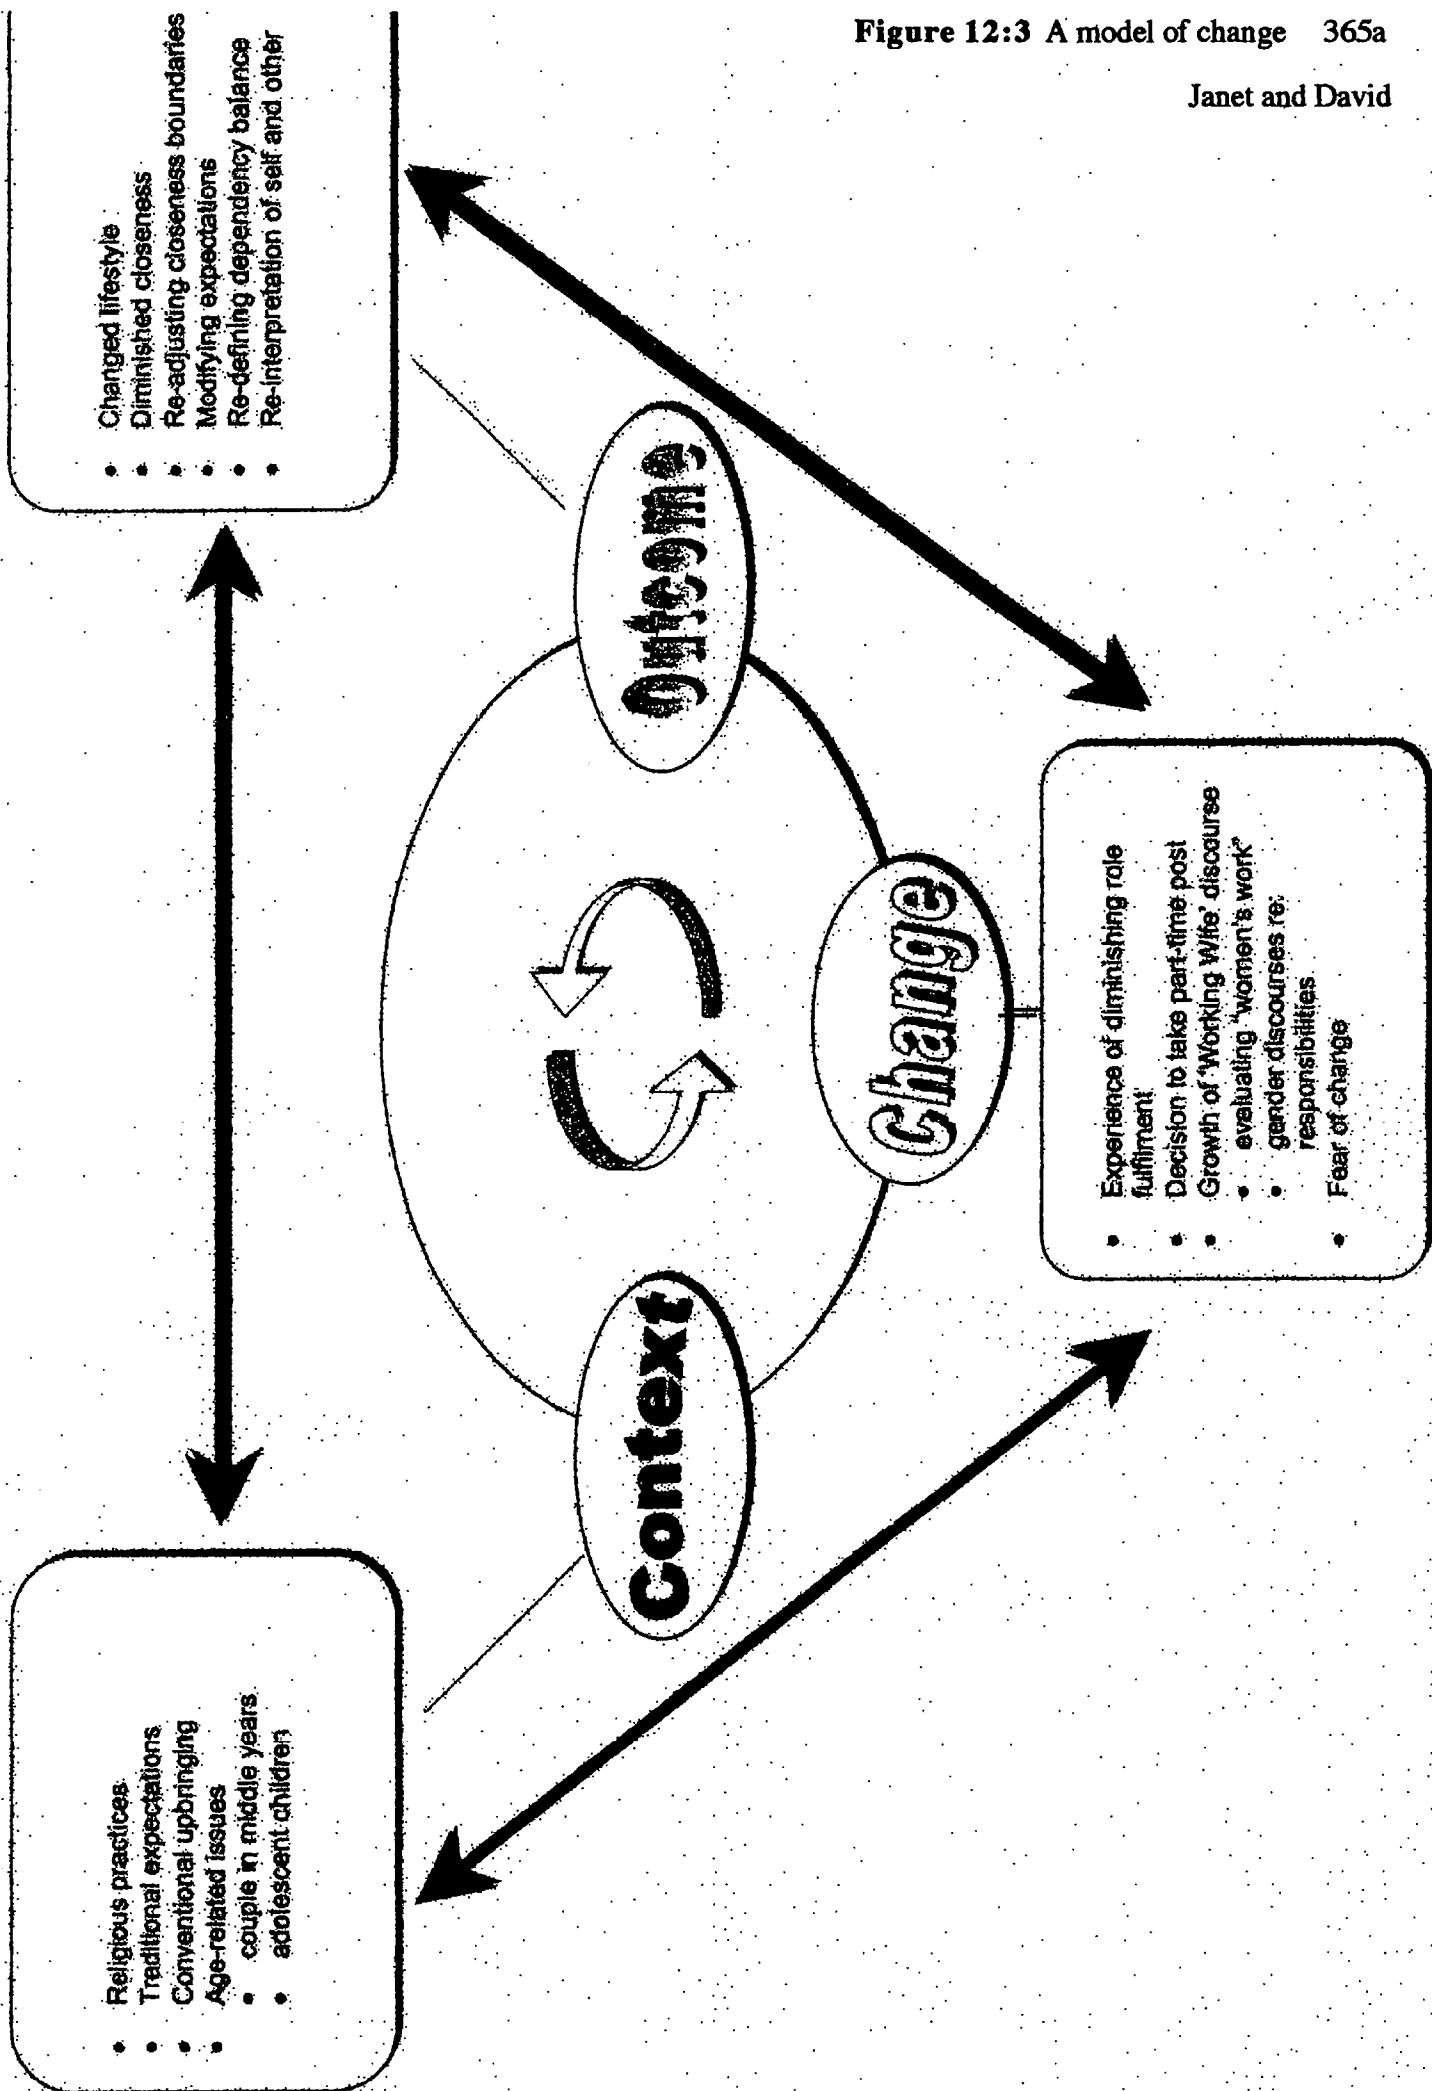 Figure 12:3 A model of change 365a
Janet and David
• Religious practices
• Traditional expectations
• Conventional upbringing
• Age-related issues
• couple in middle years
• adolescent children
• Changed lifestyle
• Diminished closeness
• Re-adjusting closeness boundaries
• Modifying expectations
• Re-defining dependency balance
• Re-interpretation of self and other
Context
Outcome
Change
• Experience of diminishing role
fulfilment
• Decision to take part-time post
• Growth of 'Working Wife' discourse
• evaluating "women's work"
• gender discourses re:
responsibilities
• Fear of change